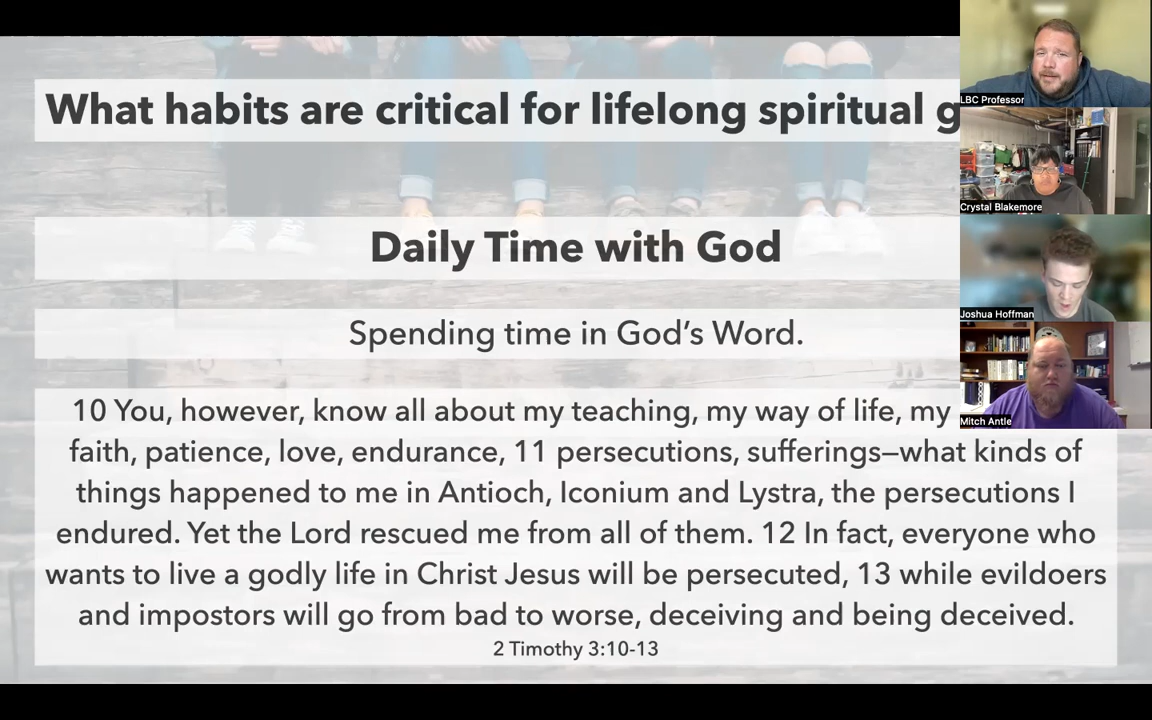 What habits are critical for lifelong spiritual g
Daily Time with God
Spending time in God’s Word.
10 You, however, know all about my teaching, my way of life, my
faith, patience, love, endurance, 11 persecutions, sufferings—what kinds of
things happened to me in Antioch, Iconium and Lystra, the persecutions I
endured. Yet the Lord rescued me from all of them. 12 In fact, everyone who
wants to live a godly life in Christ Jesus will be persecuted, 13 while evildoers
and impostors will go from bad to worse, deceiving and being deceived.
2 Timothy 3:10-13
LBC Professor
Crystal Blakemore
Joshua Hoffman
Mitch Antle